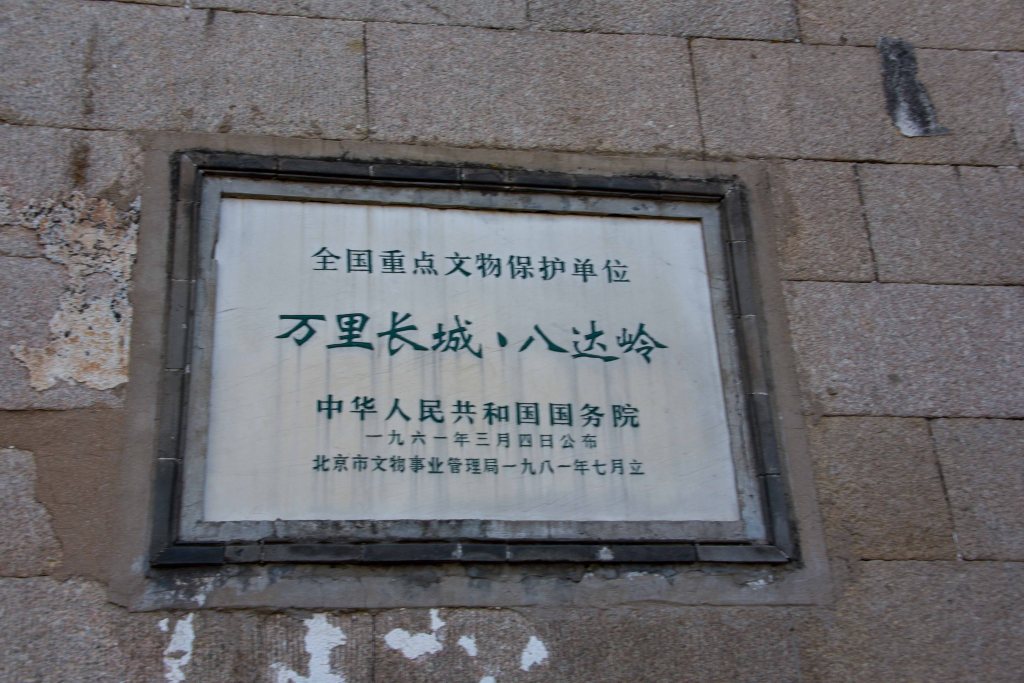 全国重点文物保护单位
万里长城、八达岭
中华人民共和国国务院
一九六一年三月四日公布
北京市文物事业管理局一九八一年七月立